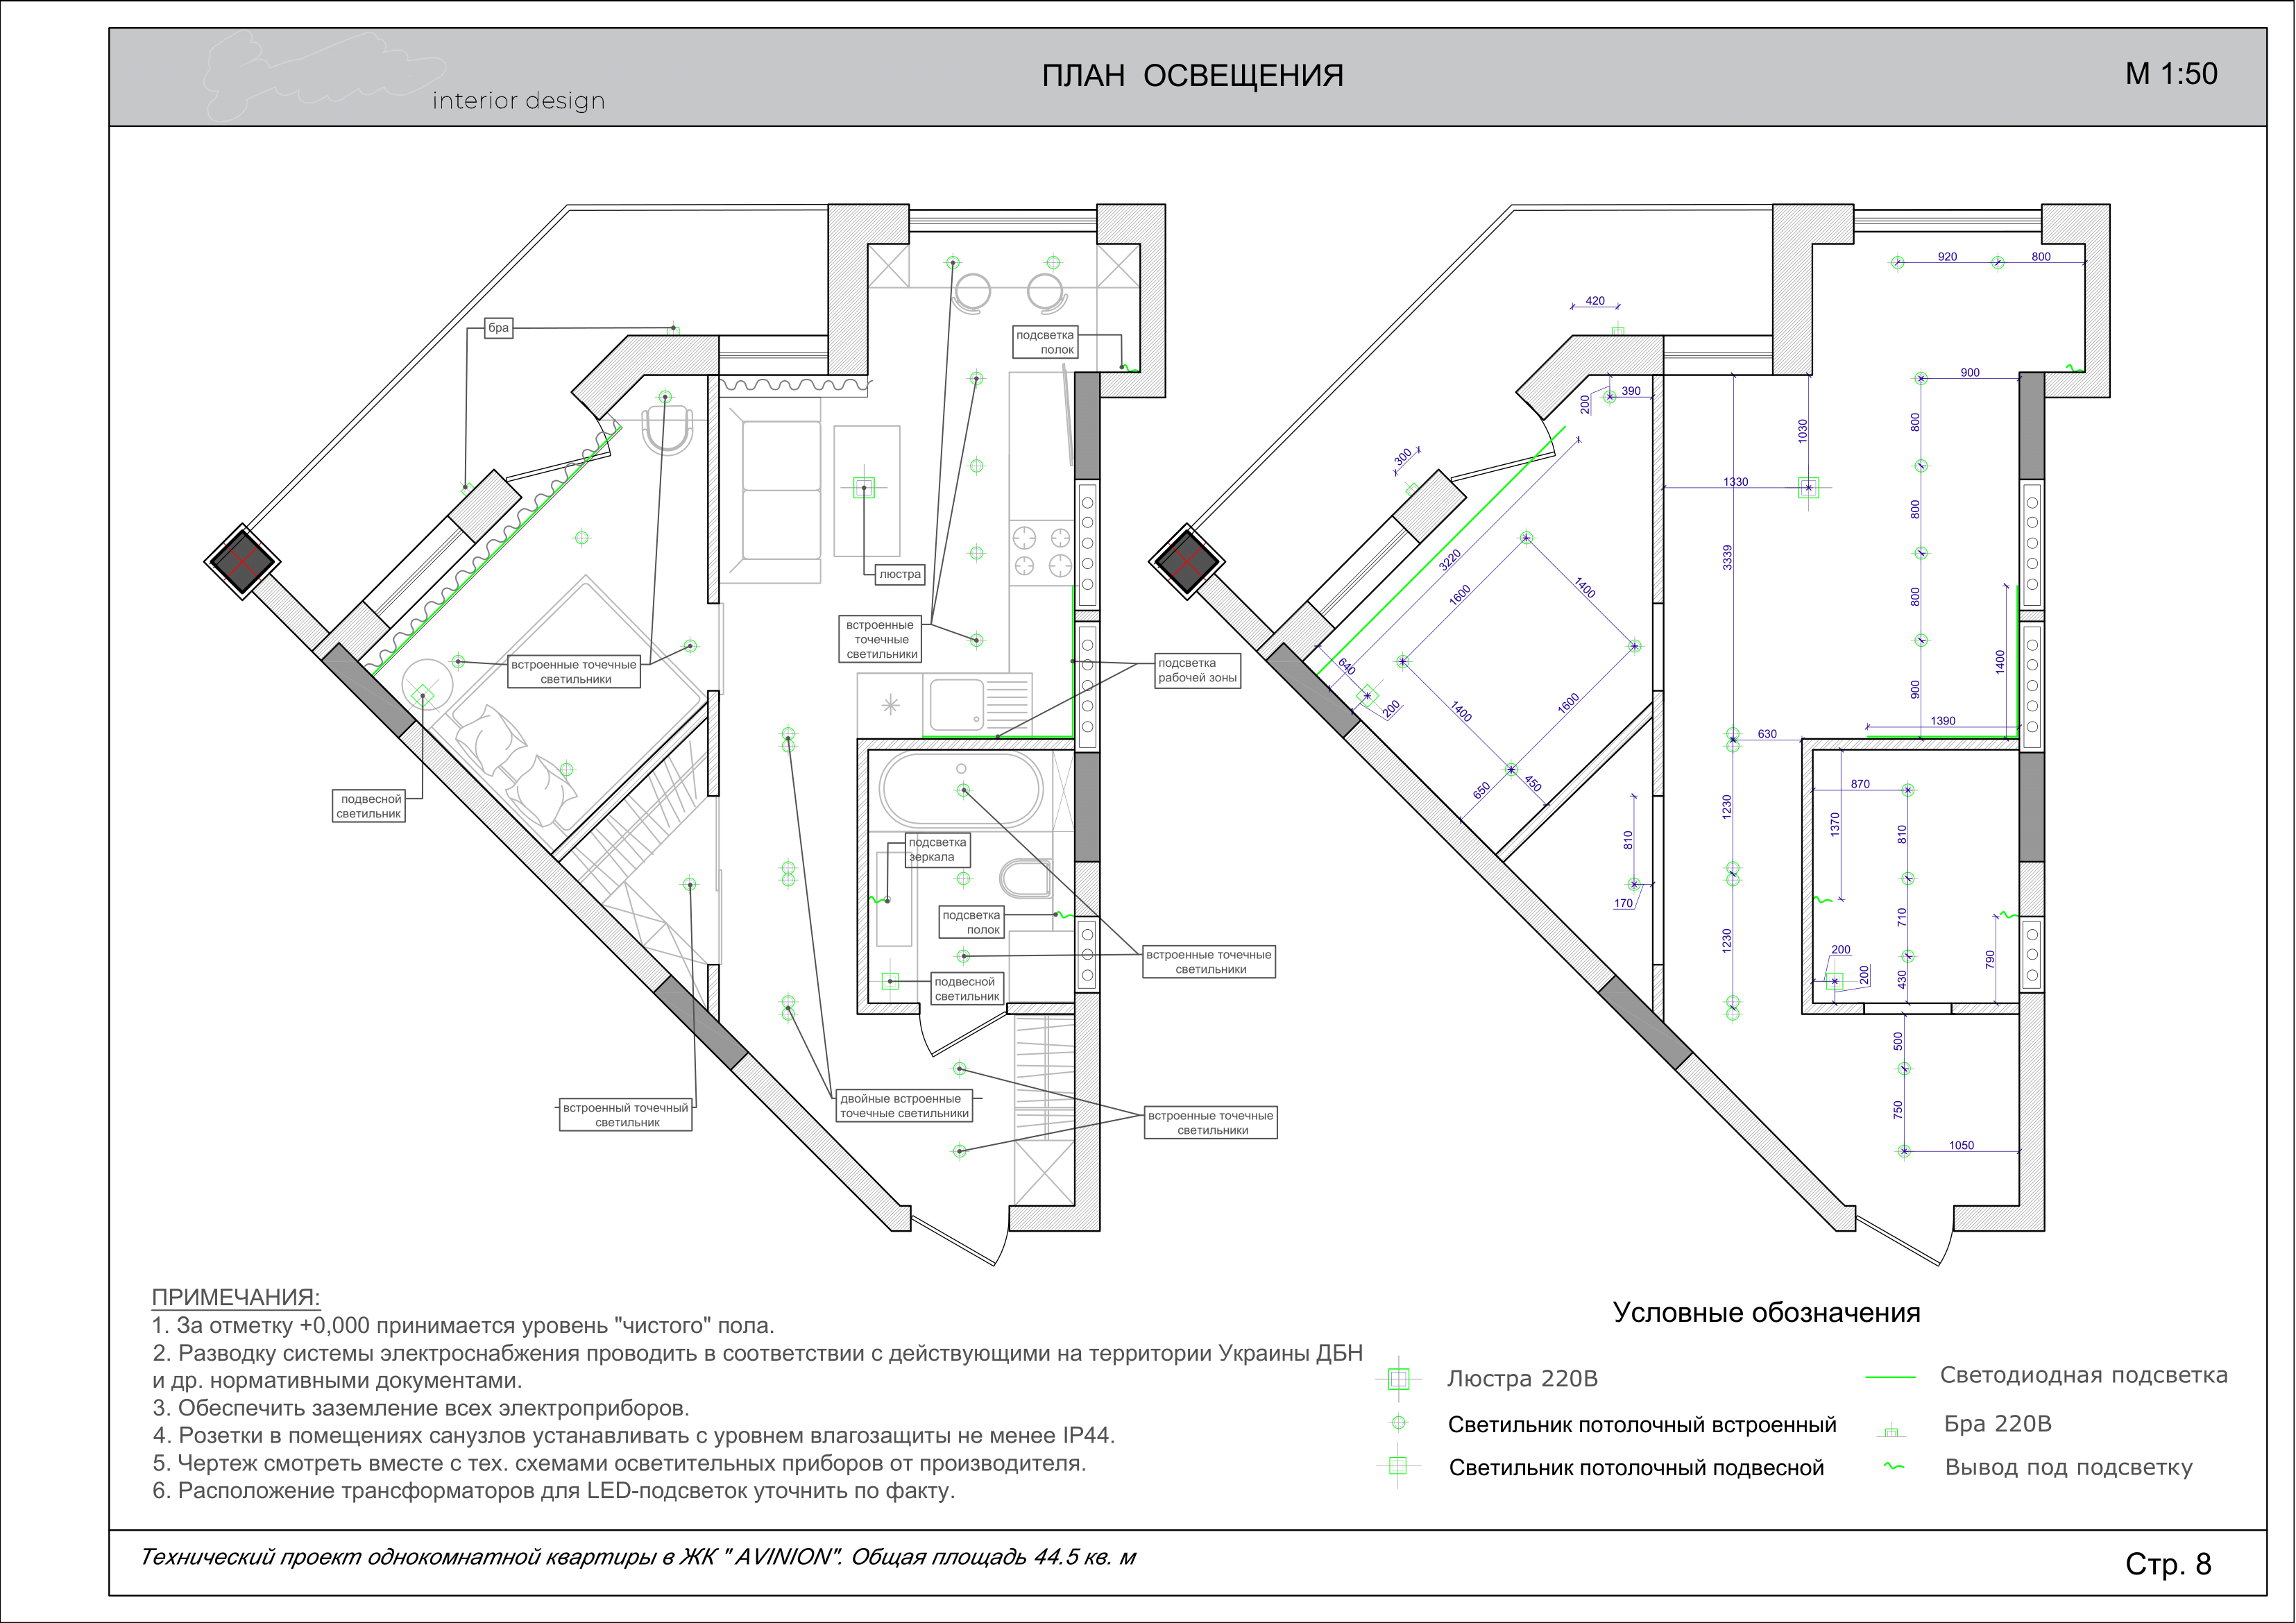 interior design
ПЛАН ОСВЕЩЕНИЯ
М 1:50
бра
подсветка
полок
люстра
встроенные
точечные
светильники
встроенные точечные
светильники
подсветка
рабочей зоны
подвесной
светильник
подсветка
зеркала
подсветка
полок
встроенные точечные
светильники
подвесной
светильник
встроенный точечный
светильник
двойные встроенные
точечные светильники
встроенные точечные
светильники
920
800
420
390
200
900
800
1030
300
1330
800
3339
3220
1600
1400
800
640
200
1400
1600
900
1400
1390
630
650
450
870
1230
1370
810
810
170
710
1230
200
200
430
790
500
750
1050
ПРИМЕЧАНИЯ:
1. За отметку +0,000 принимается уровень "чистого" пола.
2. Разводку системы электроснабжения проводить в соответствии с действующими на территории Украины ДБН
и др. нормативными документами.
3. Обеспечить заземление всех электроприборов.
4. Розетки в помещениях санузлов устанавливать с уровнем влагозащиты не менее IP44.
5. Чертеж смотреть вместе с тех. схемами осветительных приборов от производителя.
6. Расположение трансформаторов для LED-подсветок уточнить по факту.
Условные обозначения
Люстра 220В
Светодиодная подсветка
Светильник потолочный встроенный
Бра 220В
Светильник потолочный подвесной
Вывод под подсветку
Технический проект однокомнатной квартиры в ЖК " AVINION". Общая площадь 44.5 кв. м
Стр. 8